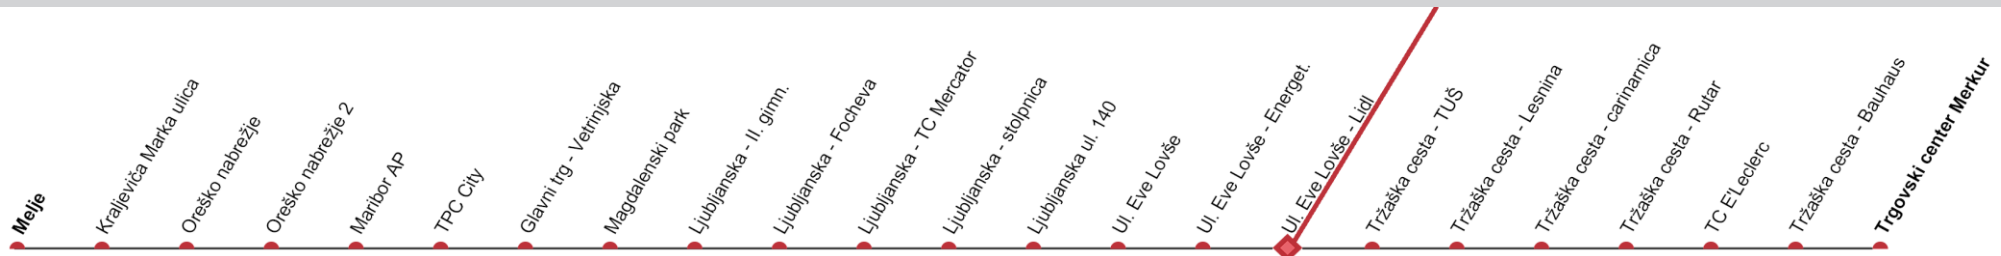 Melje
Kraljeviča Marka ulica
Oreško nabrežje
Oreško nabrežje 2
Maribor AP
TPC City
Glavni trg - Vetrinjska
Magdalenski park
Ljubljanska - II. gimn.
Ljubljanska - Focheva
Ljubljanska - TC Mercator
Ljubljanska - stolpnica
Ljubljanska ul. 140
Ul. Eve Lovše
Ul. Eve Lovše - Energet.
Ul. Eve Lovše - Lidl
Tržaška cesta - TUŠ
Tržaška cesta - Lesnina
Tržaška cesta - carinarnica
Tržaška cesta - Rutar
TC E'Leclerc
Tržaška cesta - Bauhaus
Trgovski center Merkur